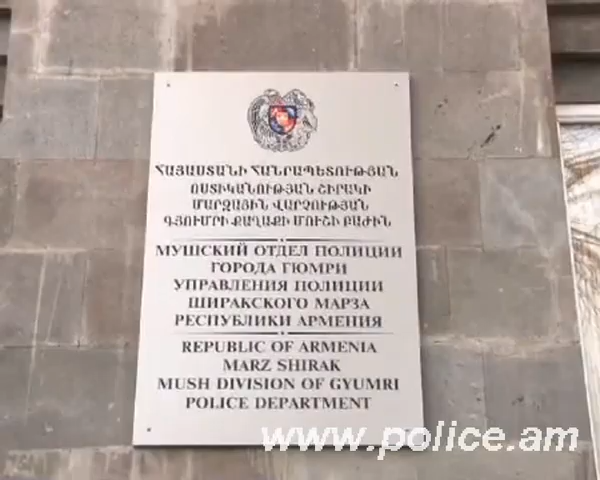 ՀԱՅԱՍՏԱՆԻ ՀԱՆՐԱՊԵՏՈՒԹՅԱՆ
ՈՍՏԻԿԱՆՈՒԹՅԱՆ ՇԻՐԱԿԻ
ՄԱՐԶԱՅԻՆ ՎԱՐՉՈՒԹՅԱՆ
ԳՅՈՒՄՐԻ ՔԱՂԱՔԻ ՄՈՒՇԻ ԲԱԺԻՆ
МУШСКИЙ ОТДЕЛ ПОЛИЦИИ
ГОРОДА ГЮМРИ
УПРАВЛЕНИЯ ПОЛИЦИИ
ШИРАКСКОГО МАРЗА
РЕСПУБЛИКИ АРМЕНИЯ
REPUBLIC OF ARMENIA
MARZ SHIRAK
MUSH DIVISION OF GYUMRI
POLICE DEPARTMENT
www.police.am